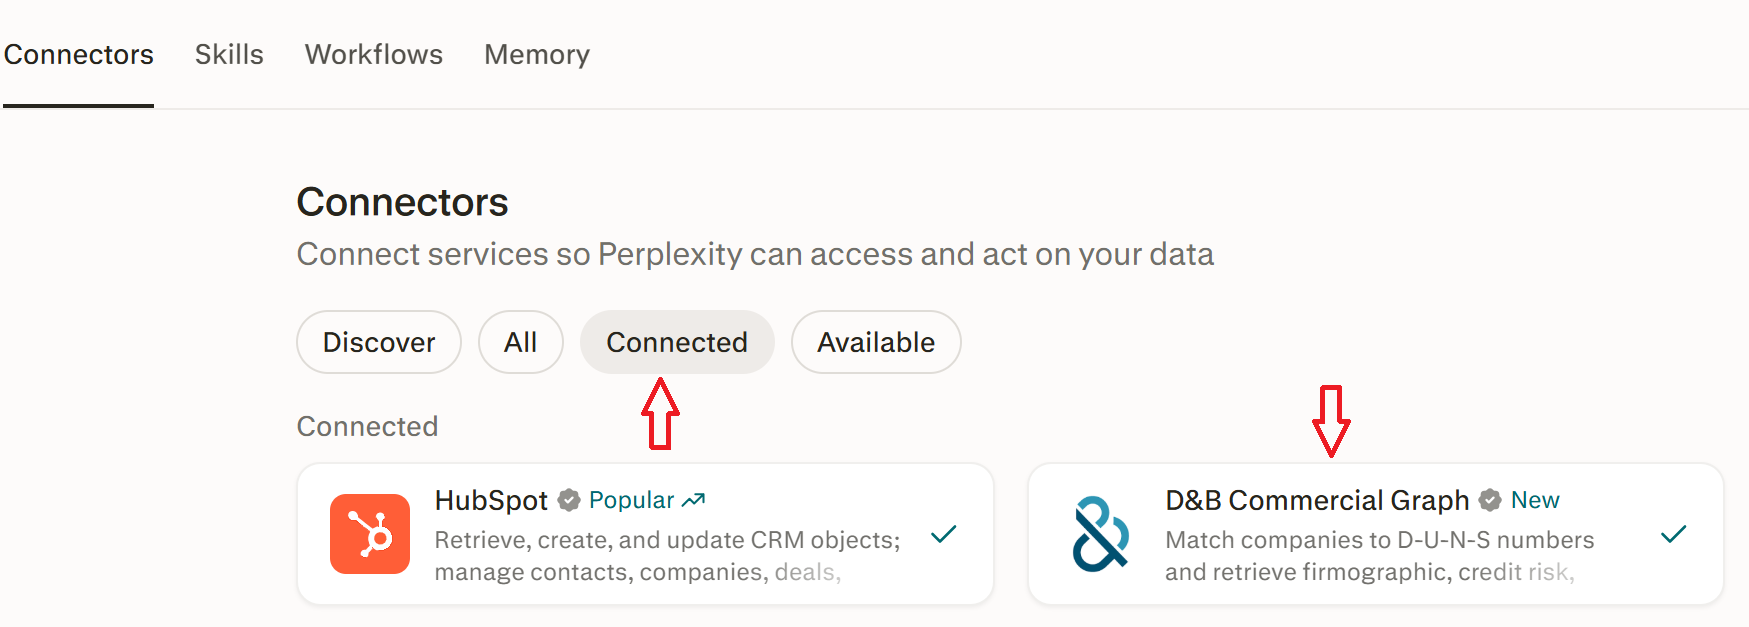 Connectors Skills Workflows Memory
Connectors
Connect services so Perplexity can access and act on your data
Discover All Connected Available
Connected
HubSpot Popular
Retrieve, create, and update CRM objects;
manage contacts, companies, deals,
D&B Commercial Graph New
Match companies to D-U-N-S numbers
and retrieve firmographic, credit risk,